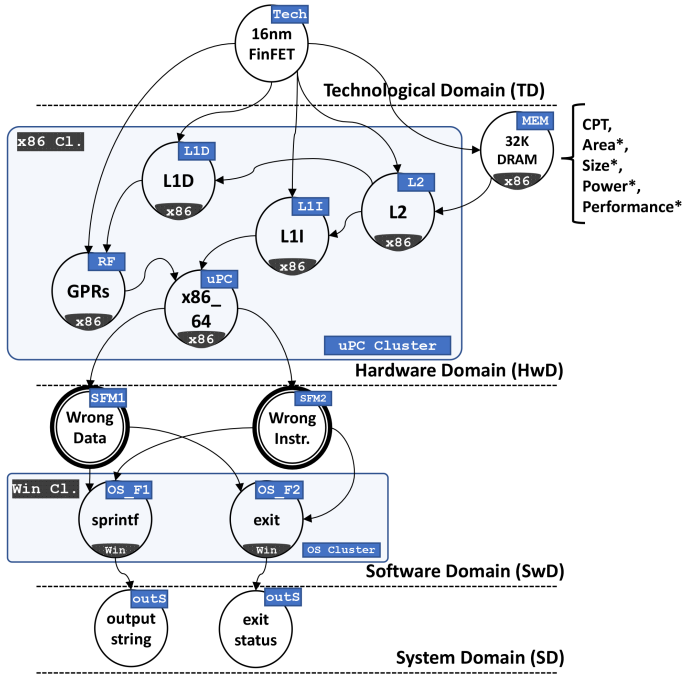 Tech
16nm
FinFET
Technological Domain (TD)
x86 Cl.
L1D
L1D
x86
MEM
32K
DRAM
x86
CPT,
Area*,
Size*,
Power*,
Performance*
L2
L2
x86
L1I
L1I
x86
RF
GPRs
x86
uPC
x86_
64
x86
uPC Cluster
Hardware Domain (HwD)
SFM1
Wrong
Data
SFM2
Wrong
Instr.
Win Cl.
OS_F1
sprintf
Win
OS_F2
exit
Win
OS Cluster
Software Domain (SwD)
outS
output
string
outS
exit
status
System Domain (SD)